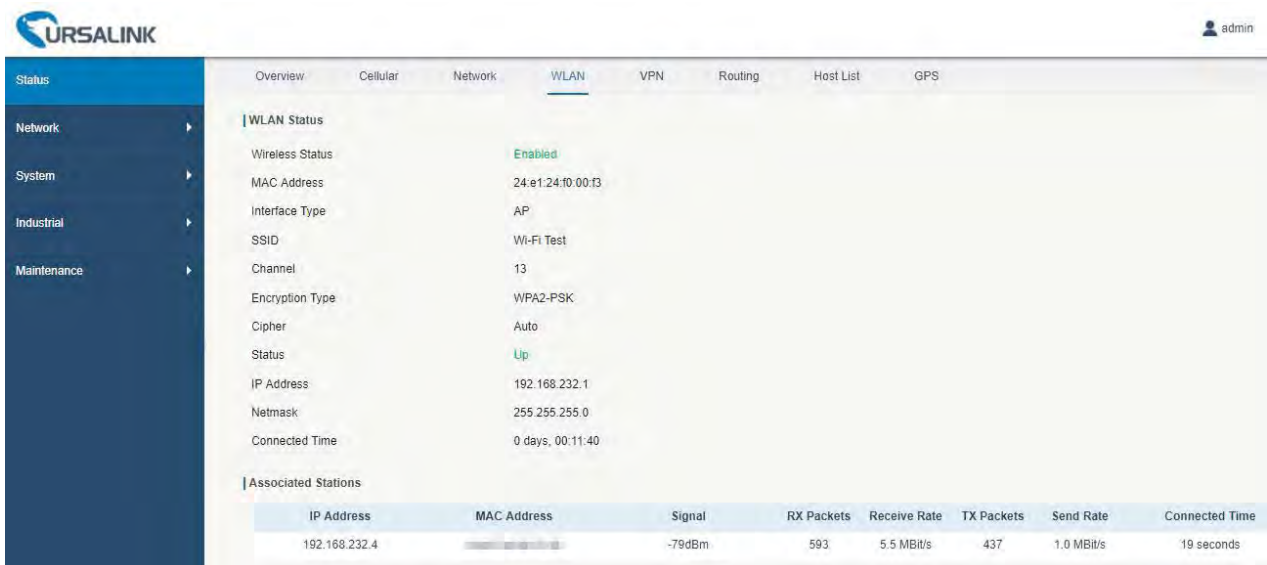 URSALINK
admin
Status
Network
System
Industrial
Maintenance
Overview Cellular Network WLAN VPN Routing Host List GPS
WLAN Status
Wireless Status Enabled
MAC Address 24:e1:24:f0:00:f3
Interface Type AP
SSID Wi-Fi Test
Channel 13
Encryption Type WPA2-PSK
Cipher Auto
Status Up
IP Address 192.168.232.1
Netmask 255.255.255.0
Connected Time 0 days, 00:11:40
Associated Stations
IP Address MAC Address Signal RX Packets Receive Rate TX Packets Send Rate Connected Time
192.168.232.4 -79dBm 593 5.5 MBit/s 437 1.0 MBit/s 19 seconds